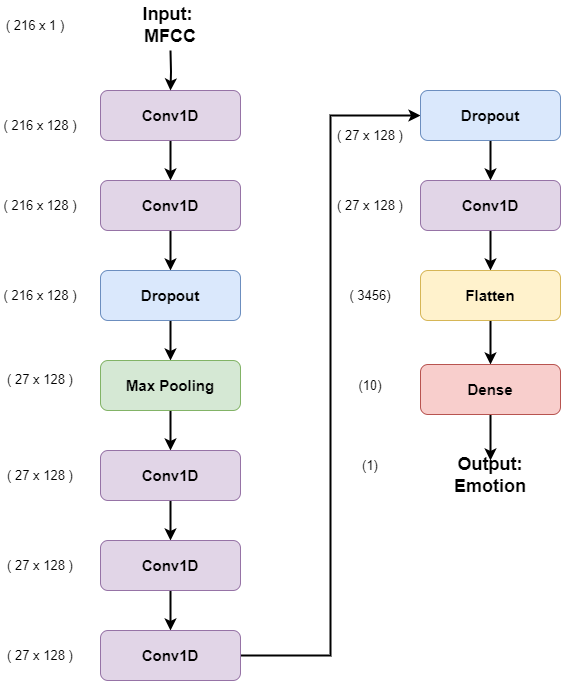 ( 216 x 1 )
Input:
MFCC
( 216 x 128 )
Conv1D
( 216 x 128 )
Conv1D
( 216 x 128 )
Dropout
( 27 x 128 )
Max Pooling
( 27 x 128 )
Conv1D
( 27 x 128 )
Conv1D
( 27 x 128 )
Conv1D
Dropout
( 27 x 128 )
( 27 x 128 )
Conv1D
( 3456)
Flatten
(10)
Dense
(1)
Output:
Emotion